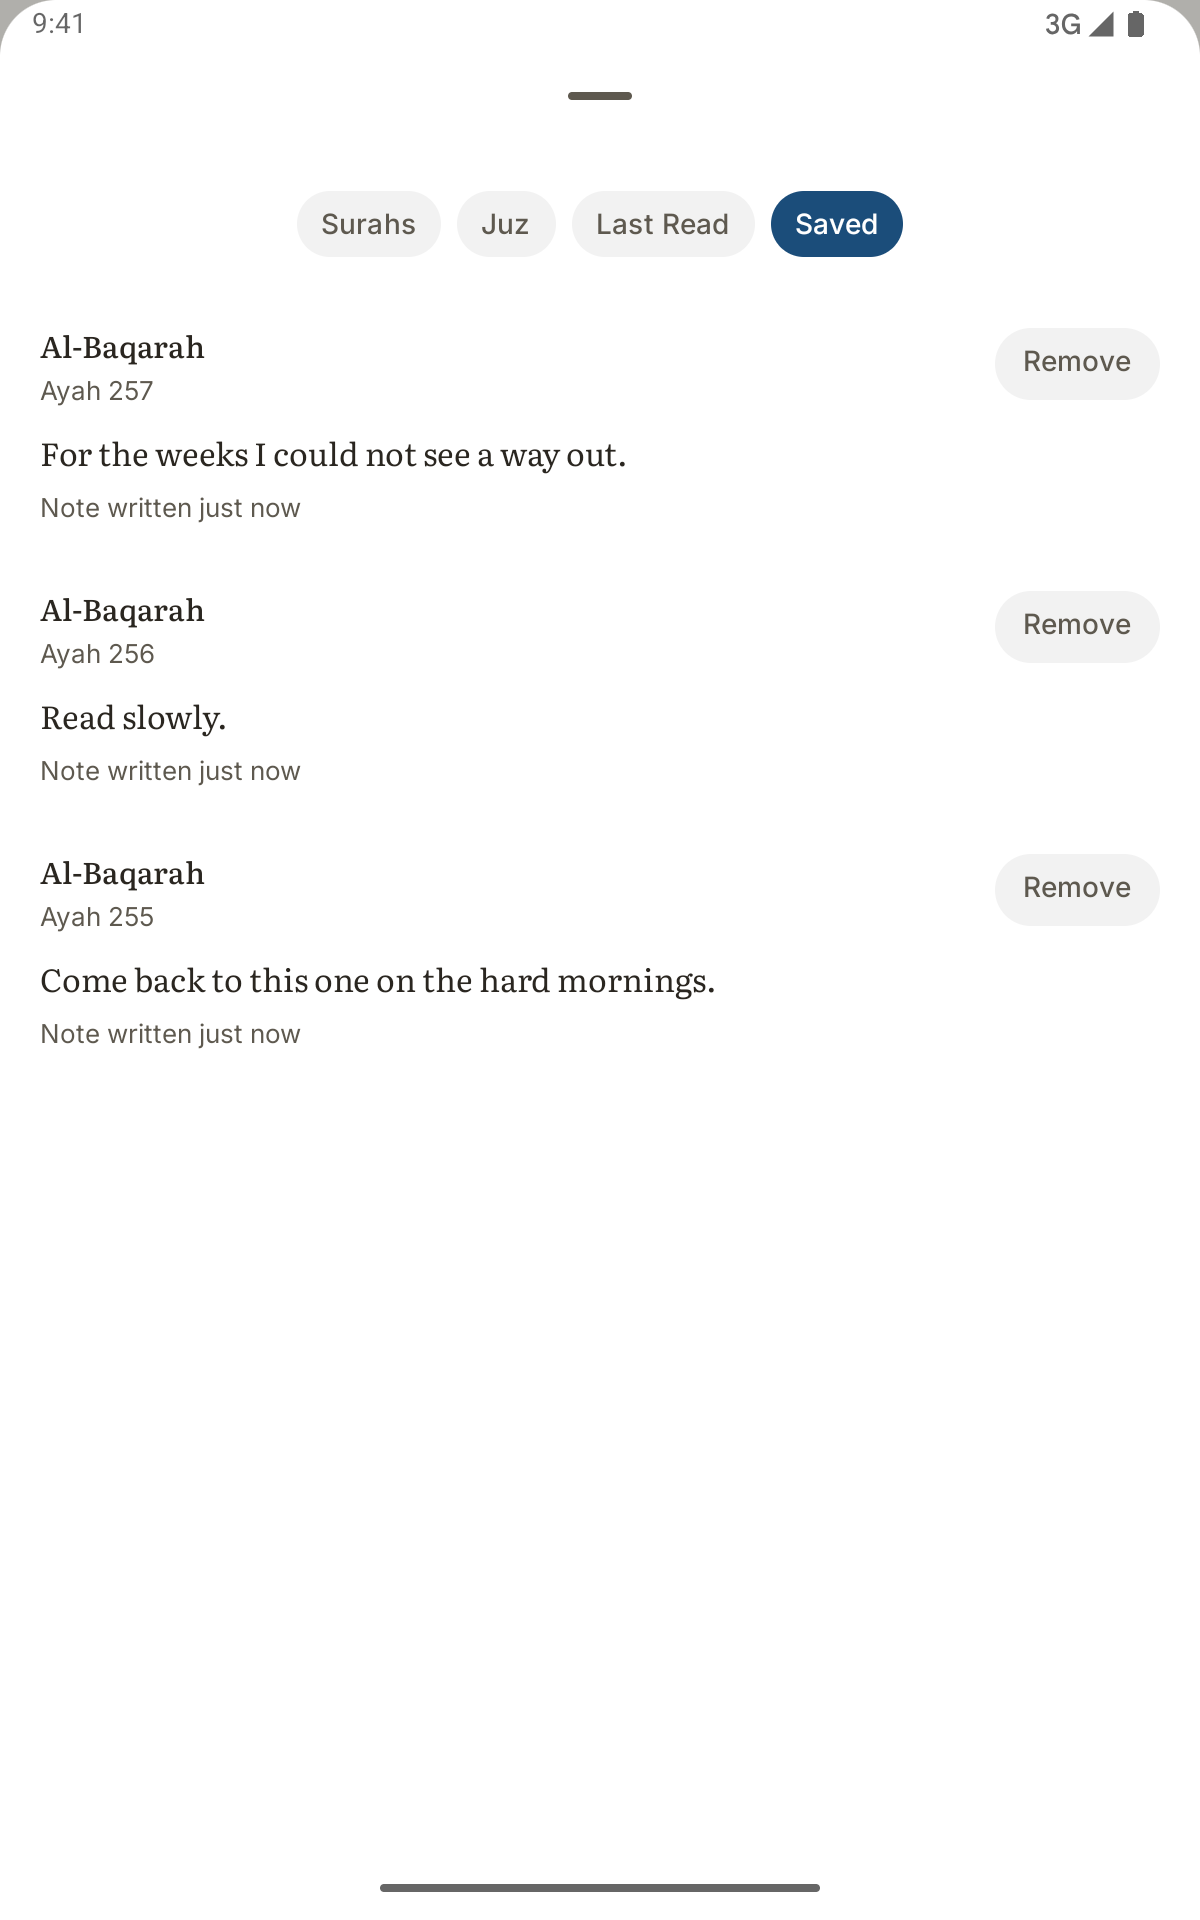 9:41
3G
Surahs
Juz
Last Read
Saved
Al-Baqarah
Remove
Ayah 257
For the weeks I could not see a way out.
Note written just now
Al-Baqarah
Remove
Ayah 256
Read slowly.
Note written just now
Al-Baqarah
Remove
Ayah 255
Come back to this one on the hard mornings.
Note written just now